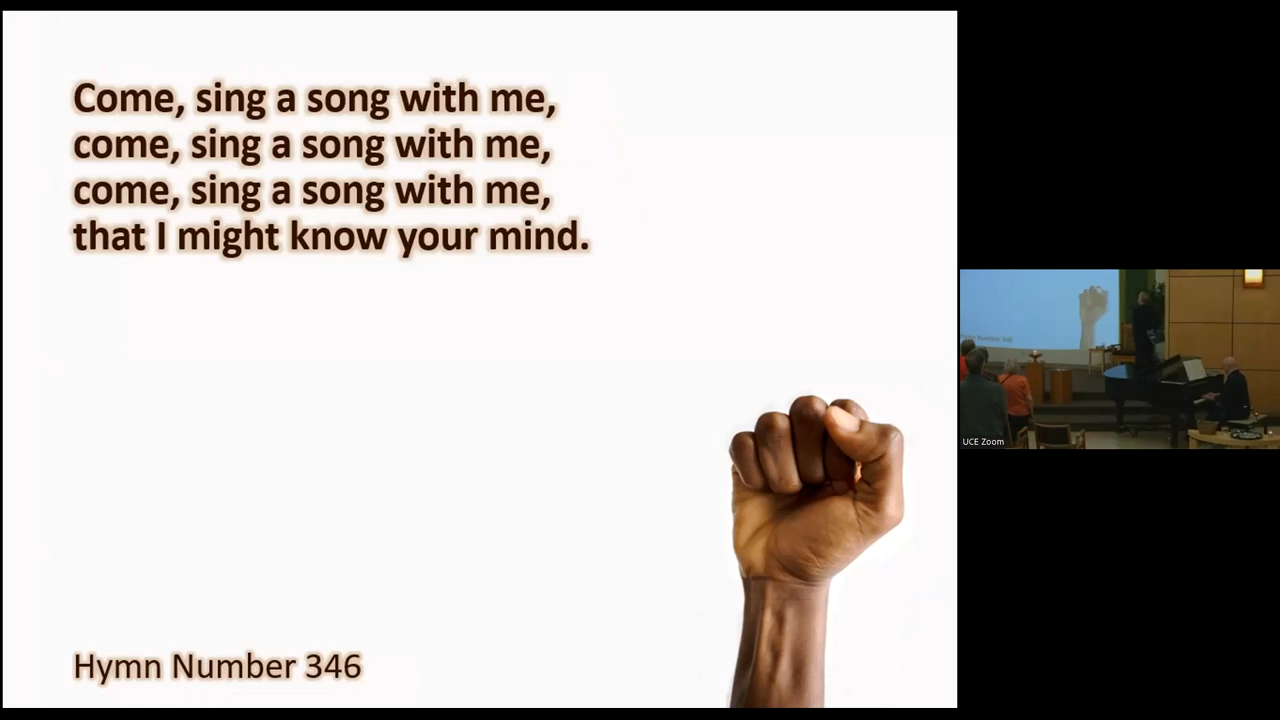 Come, sing a song with me,
come, sing a song with me,
come, sing a song with me,
that I might know your mind.
Hymn Number 346
UCE Zoom